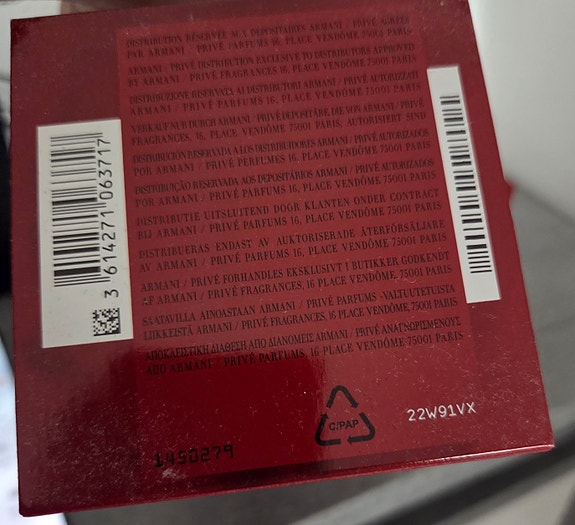 DISTRIBUTION RÉSERVÉE AUX DEPOSITAIRES ARMANI / PRIVÉ AGREES
PAR ARMANI / PRIVÉ PARFUMS 16, PLACE VENDÔME 75001 PARIS
ARMANI / PRIVÉ DISTRIBUTION EXCLUSIVE TO DISTRIBUTORS APPROVED
BY ARMANI / PRIVÉ FRAGRANCES 16, PLACE VENDÔME 75001 PARIS
DISTRIBUZIONE RISERVATA AI DISTRIBUTORI ARMANI / PRIVÉ AUTORIZZATI
ARMANI / PRIVÉ PARFUMS 16, PLACE VENDÔME 75001 PARIS
VERKAUF NUR DURCH ARMANI / PRIVÉ DEPOSITÄRE, DIE VON ARMANI / PRIVÉ
FRAGRANCES, 16, PLACE VENDÔME 75001 PARIS, AUTORISIERT SIND
DISTRIBUCIÓN RESERVADA A LOS DISTRIBUIDORES ARMANI / PRIVÉ AUTORIZADOS
POR ARMANI / PRIVÉ PERFUMES 16, PLACE VENDÔME 75001 PARIS
DISTRIBUIÇÃO RESERVADA AOS DEPOSITÁRIOS ARMANI / PRIVÉ AUTORIZADOS
POR ARMANI / PRIVÉ PARFUMS 16, PLACE VENDÔME 75001 PARIS
DISTRIBUTIE UITSLUITEND DOOR KLANTEN ONDER CONTRACT
BIJ ARMANI / PRIVÉ PARFUMS 16, PLACE VENDÔME 75001 PARIS
DISTRIBUERAS ENDAST AV AUKTORISERADE ÅTERFÖRSÄLJARE
AV ARMANI / PRIVÉ PARFUMS 16, PLACE VENDÔME 75001 PARIS
ARMANI / PRIVÉ FORHANDLES EKSKLUSIVT I BUTIKKER GODKENDT
AF ARMANI / PRIVÉ FRAGRANCES, 16, PLACE VENDÔME 75001 PARIS
SAATAVILLA AINOASTAAN ARMANI / PRIVÉ PARFUMS -VALTUUTETUISTA
LIIKKEISTÄ ARMANI / PRIVÉ FRAGRANCES, 16, PLACE VENDÔME, 75001 PARIS
ΑΠΟΚΛΕΙΣΤΙΚΗ ΔΙΑΘΕΣΗ ΑΠΟ ΔΙΑΝΟΜΕΙΣ ARMANI / PRIVÉ ΑΝΑΓΝΩΡΙΣΜΕΝΟΥΣ
ΑΠΟ ARMANI / PRIVÉ PARFUMS, 16 PLACE VENDÔME 75001 PARIS
3 614271 063717
C/PAP
22W91VX
1450279